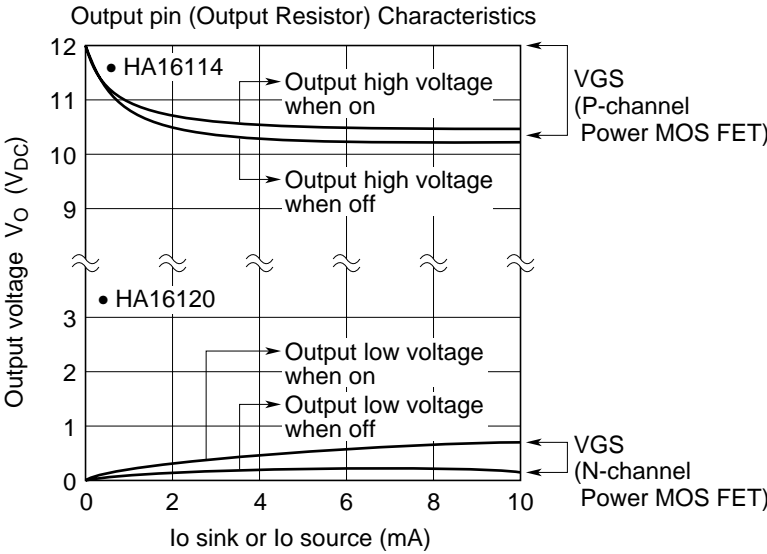 Output pin (Output Resistor) Characteristics
12
11
10
9
3
2
1
0
Output voltage VO (VDC)
• HA16114
Output high voltage
when on
Output high voltage
when off
VGS
(P-channel
Power MOS FET)
• HA16120
Output low voltage
when on
Output low voltage
when off
VGS
(N-channel
Power MOS FET)
0 2 4 6 8 10
Io sink or Io source (mA)